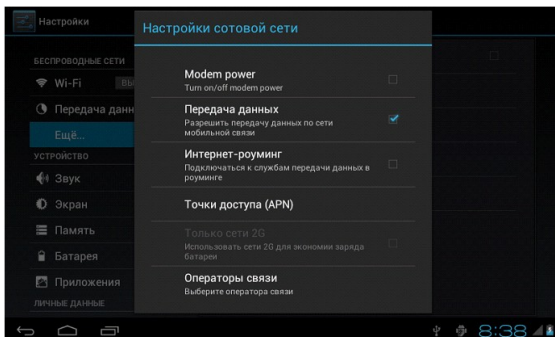 Настройки
Настройки сотовой сети
БЕСПРОВОДНЫЕ СЕТИ
Wi-Fi
Передача данн
Ещё...
УСТРОЙСТВО
Звук
Экран
Память
Батарея
Приложения
ЛИЧНЫЕ ДАННЫЕ
Modem power
Turn on/off modem power
Передача данных
Разрешить передачу данных по сети
мобильной связи
Интернет-роуминг
Подключаться к службам передачи данных в
роуминге
Точки доступа (APN)
Только сети 2G
Использовать сети 2G для экономии заряда
батареи
Операторы связи
Выберите оператора связи
8:38